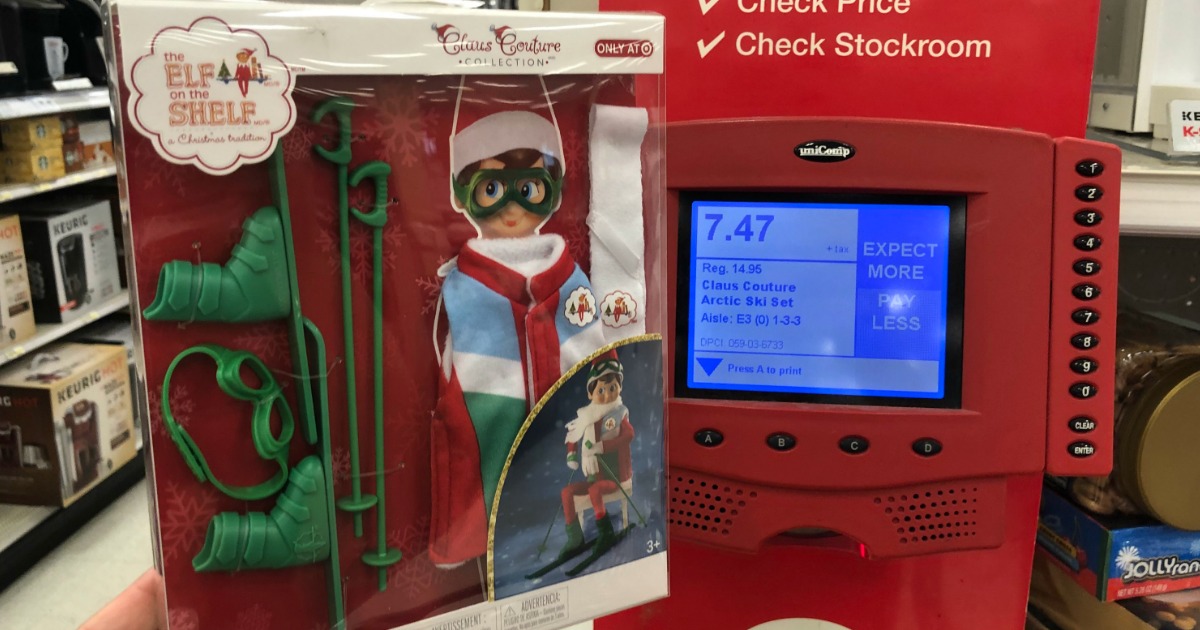 the
ELF
on the
SHELF
a Christmas tradition
Claus Couture
COLLECTION
ONLY AT
3+
ADVERTENCIA:
Check Price
Check Stockroom
uniComp
7.47
+ tax
Reg. 14.95
Claus Couture
Arctic Ski Set
Aisle: E3 (0) 1-3-3
DPCI: 059-03-6733
Press A to print
EXPECT
MORE
PAY
LESS
A B C D
1
2
3
4
5
6
7
8
9
0
CLEAR
ENTER
KEURIG
KEURIG HOT